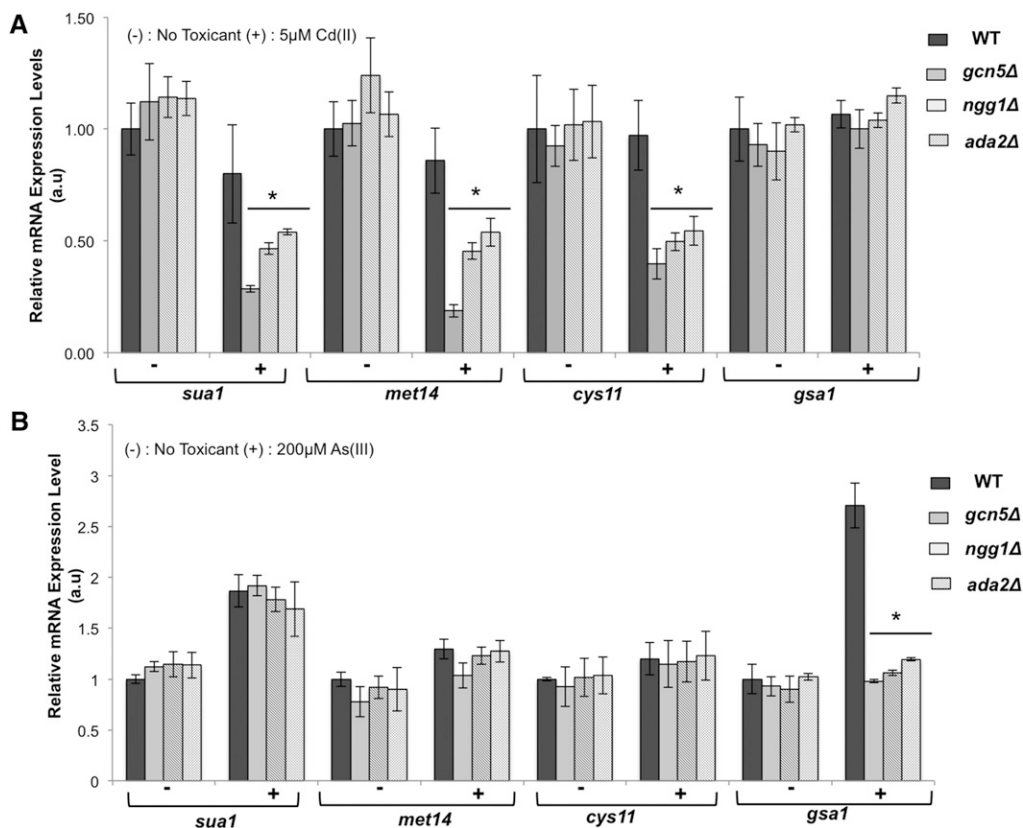 A
(-) : No Toxicant (+) : 5µM Cd(II)
Relative mRNA Expression Levels
(a.u)
1.50
1.00
0.50
0.00
* * *
- + - + - + - +
sua1 met14 cys11 gsa1
WT
gcn5Δ
ngg1Δ
ada2Δ
B
(-) : No Toxicant (+) : 200µM As(III)
Relative mRNA Expression Level
(a.u)
3.5
3
2.5
2
1.5
1
0.5
0
*
- + - + - + - +
sua1 met14 cys11 gsa1
WT
gcn5Δ
ngg1Δ
ada2Δ